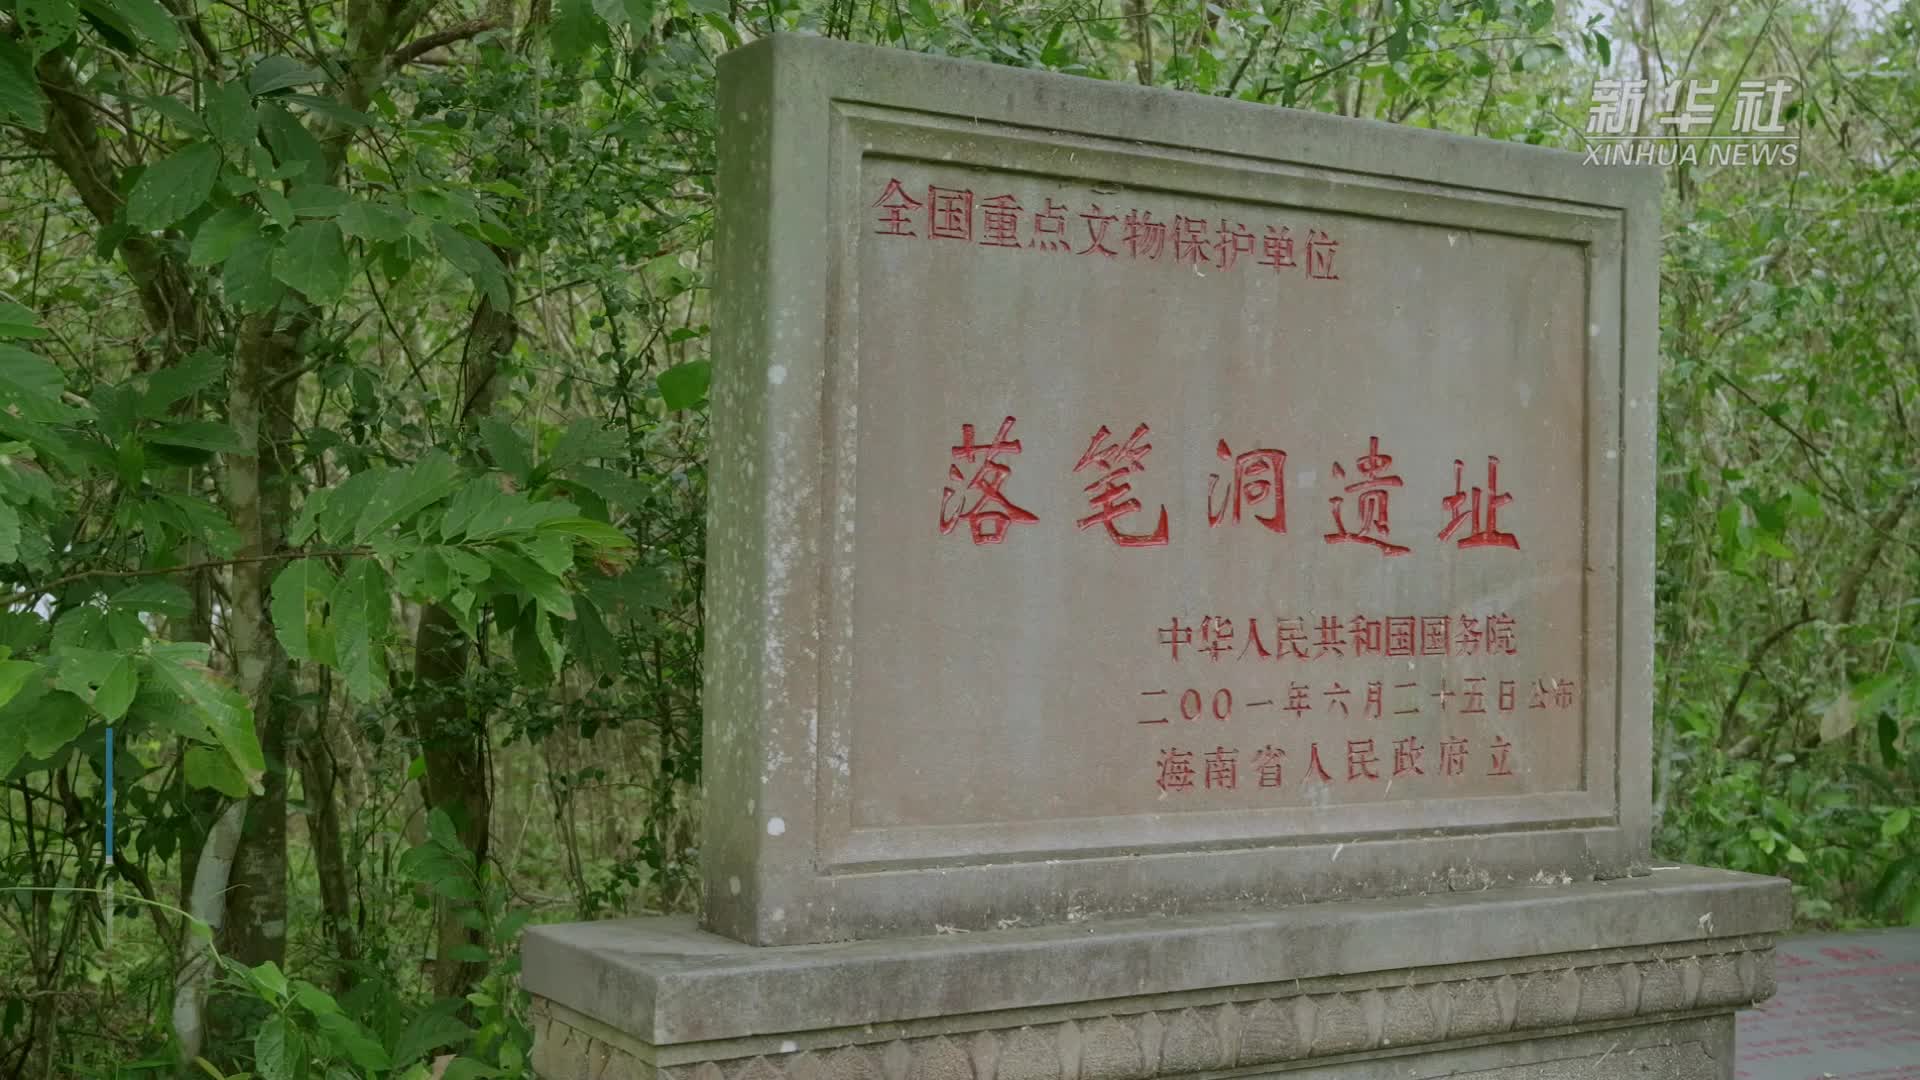 新华社
XINHUA NEWS
全国重点文物保护单位
落笔洞遗址
中华人民共和国国务院
二00一年六月二十五日公布
海南省人民政府立